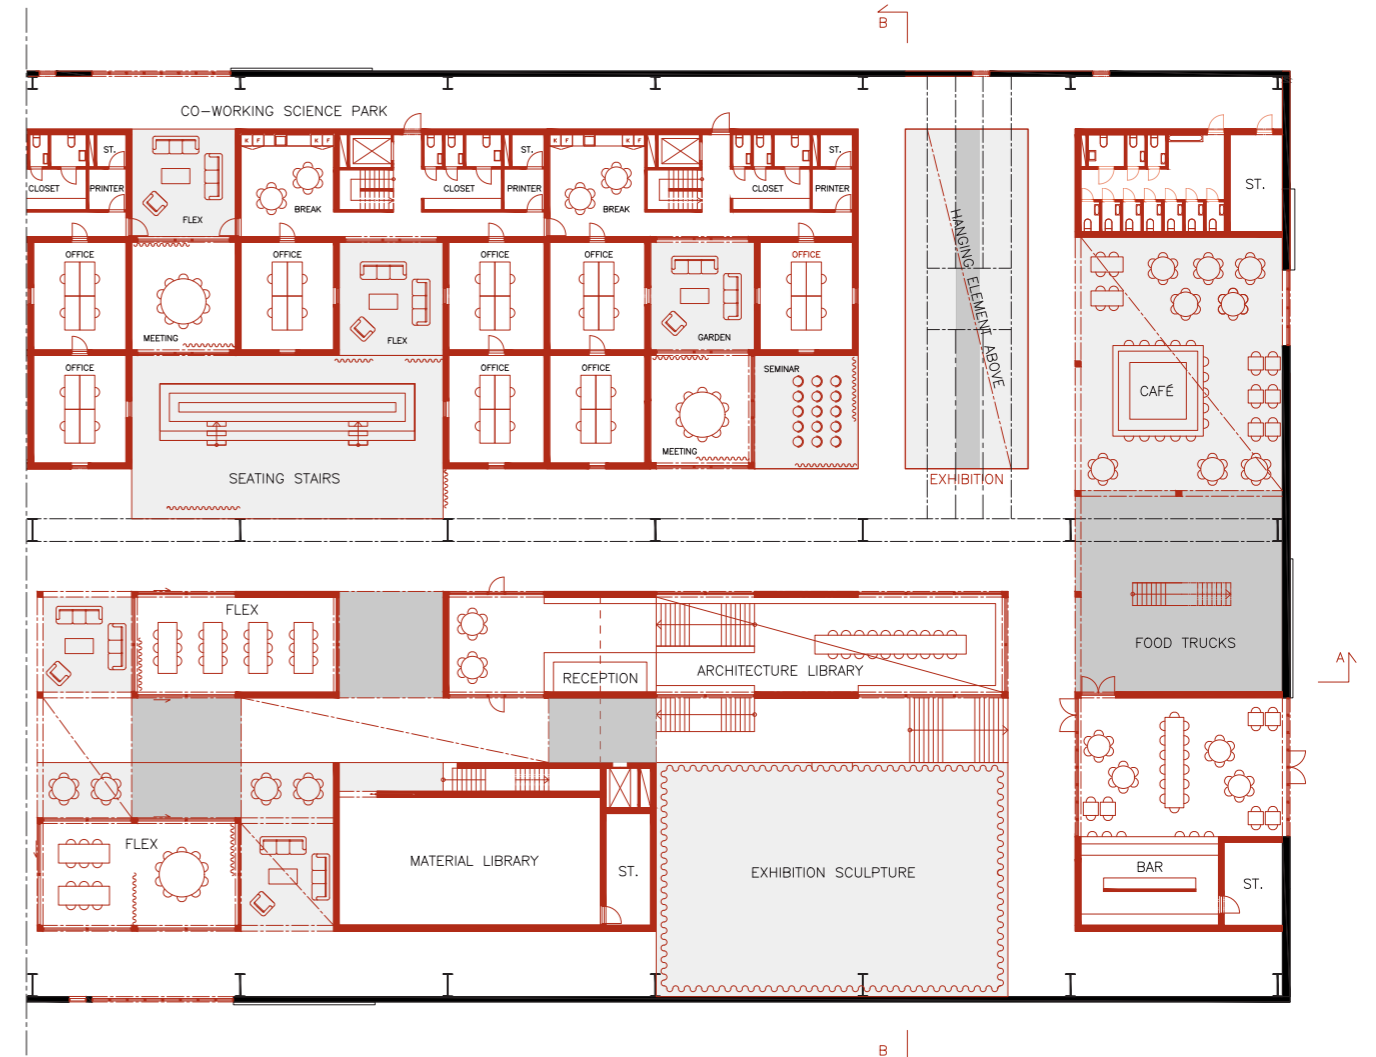 B
CO-WORKING SCIENCE PARK
ST.
ST.
ST.
CLOSET
PRINTER
FLEX
K F
K F
BREAK
CLOSET
PRINTER
K F
K F
BREAK
CLOSET
PRINTER
ST.
HANGING ELEMENT ABOVE
OFFICE
MEETING
OFFICE
FLEX
OFFICE
OFFICE
GARDEN
OFFICE
OFFICE
SEATING STAIRS
OFFICE
OFFICE
MEETING
SEMINAR
EXHIBITION
CAFÉ
FLEX
RECEPTION
ARCHITECTURE LIBRARY
FOOD TRUCKS
A
FLEX
MATERIAL LIBRARY
ST.
EXHIBITION SCULPTURE
BAR
ST.
B